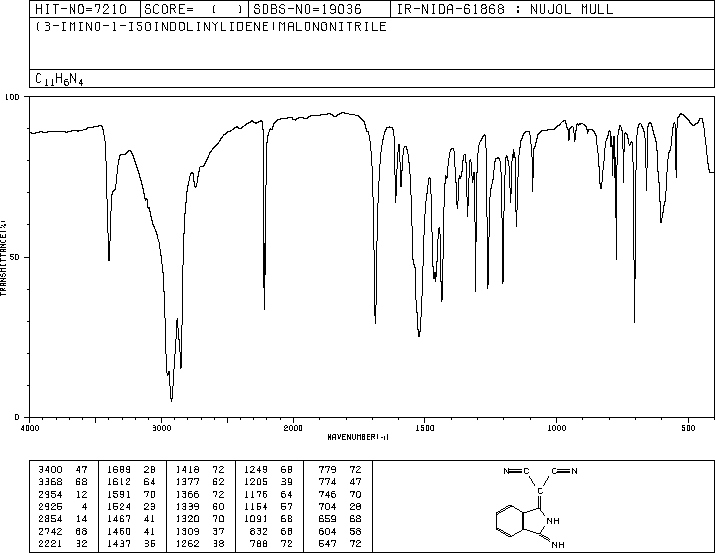 HIT-NO=7210 SCORE= ( ) SDBS-NO=19036 IR-NIDA-61868 : NUJOL MULL
(3-IMINO-1-ISOINDOLINYLIDENE)MALONONITRILE
C11H6N4
100
50
0
TRANSMITTANCE(%)
4000 3000 2000 1500 1000 500
WAVENUMBER(-1)
3400 47 1689 28 1418 72 1249 68 779 72
3368 68 1612 64 1377 62 1205 39 774 47
2954 12 1591 70 1366 72 1176 64 746 70
2925 4 1524 23 1339 60 1154 57 704 28
2854 14 1467 41 1320 70 1091 68 659 68
2742 68 1460 41 1309 37 832 68 604 58
2221 32 1437 35 1262 38 788 72 547 72
N C C N
C
NH
NH